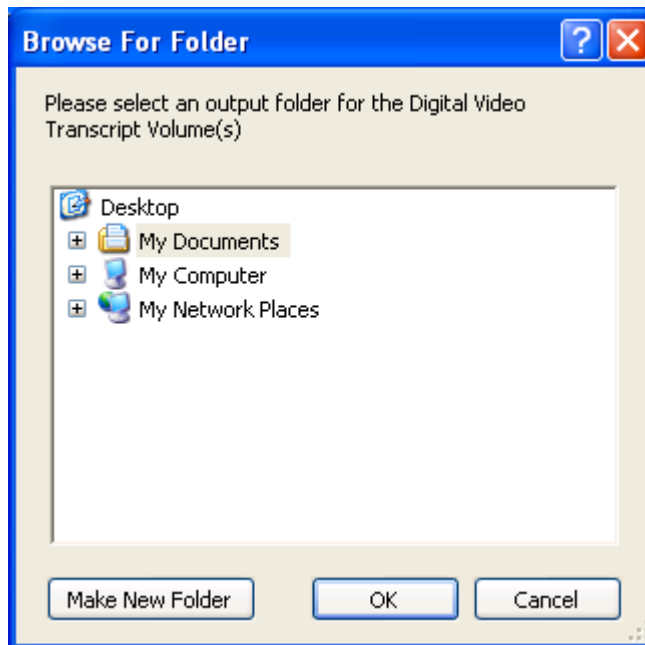 Browse For Folder
Please select an output folder for the Digital Video
Transcript Volume(s)
Desktop
My Documents
My Computer
My Network Places
Make New Folder OK Cancel